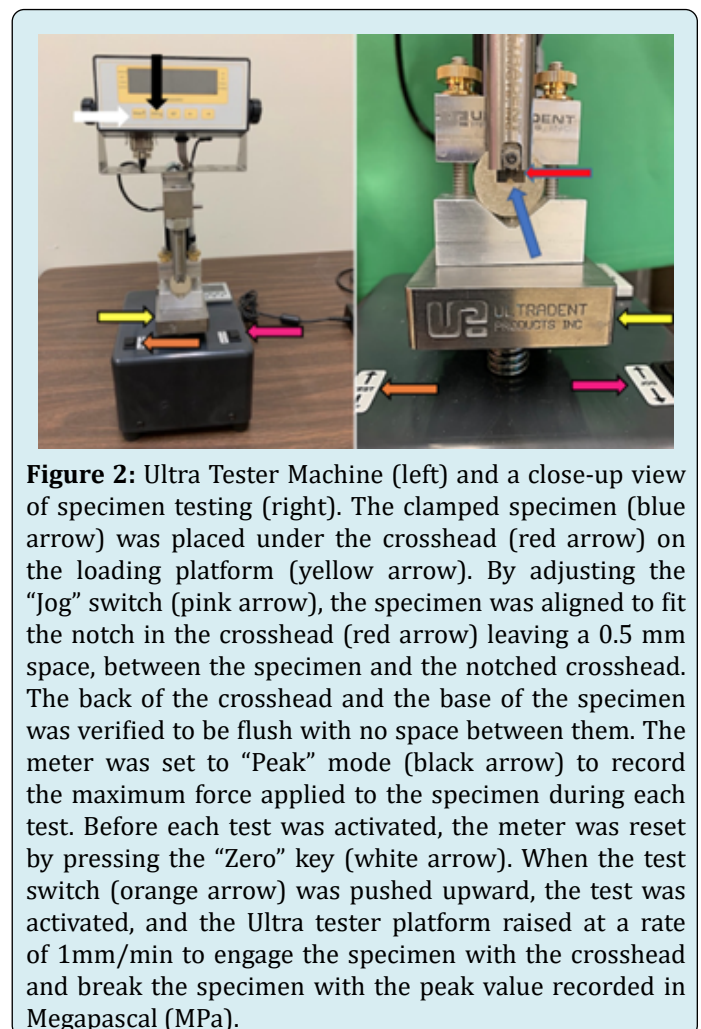 ULTRADENT
ULTRADENT
PRODUCTS INC
JOG
Figure 2: Ultra Tester Machine (left) and a close-up view
of specimen testing (right). The clamped specimen (blue
arrow) was placed under the crosshead (red arrow) on
the loading platform (yellow arrow). By adjusting the
“Jog” switch (pink arrow), the specimen was aligned to fit
the notch in the crosshead (red arrow) leaving a 0.5 mm
space, between the specimen and the notched crosshead.
The back of the crosshead and the base of the specimen
was verified to be flush with no space between them. The
meter was set to “Peak” mode (black arrow) to record
the maximum force applied to the specimen during each
test. Before each test was activated, the meter was reset
by pressing the “Zero” key (white arrow). When the test
switch (orange arrow) was pushed upward, the test was
activated, and the Ultra tester platform raised at a rate
of 1mm/min to engage the specimen with the crosshead
and break the specimen with the peak value recorded in
Megapascal (MPa).